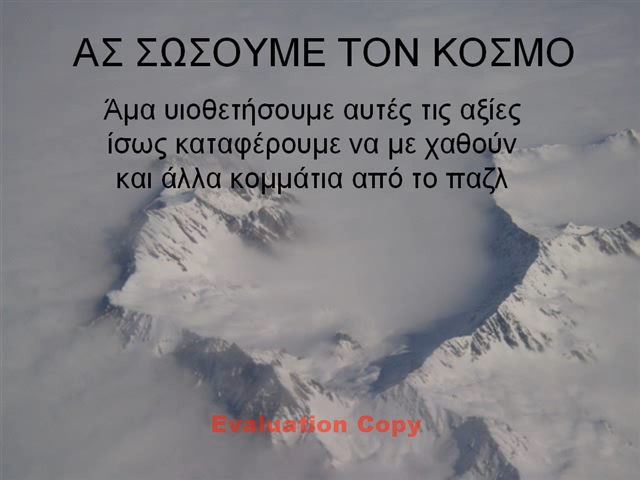 ΑΣ ΣΩΣΟΥΜΕ ΤΟΝ ΚΟΣΜΟ
Άμα υιοθετήσουμε αυτές τις αξίες
ίσως καταφέρουμε να με χαθούν
και άλλα κομμάτια από το παζλ
Evaluation Copy